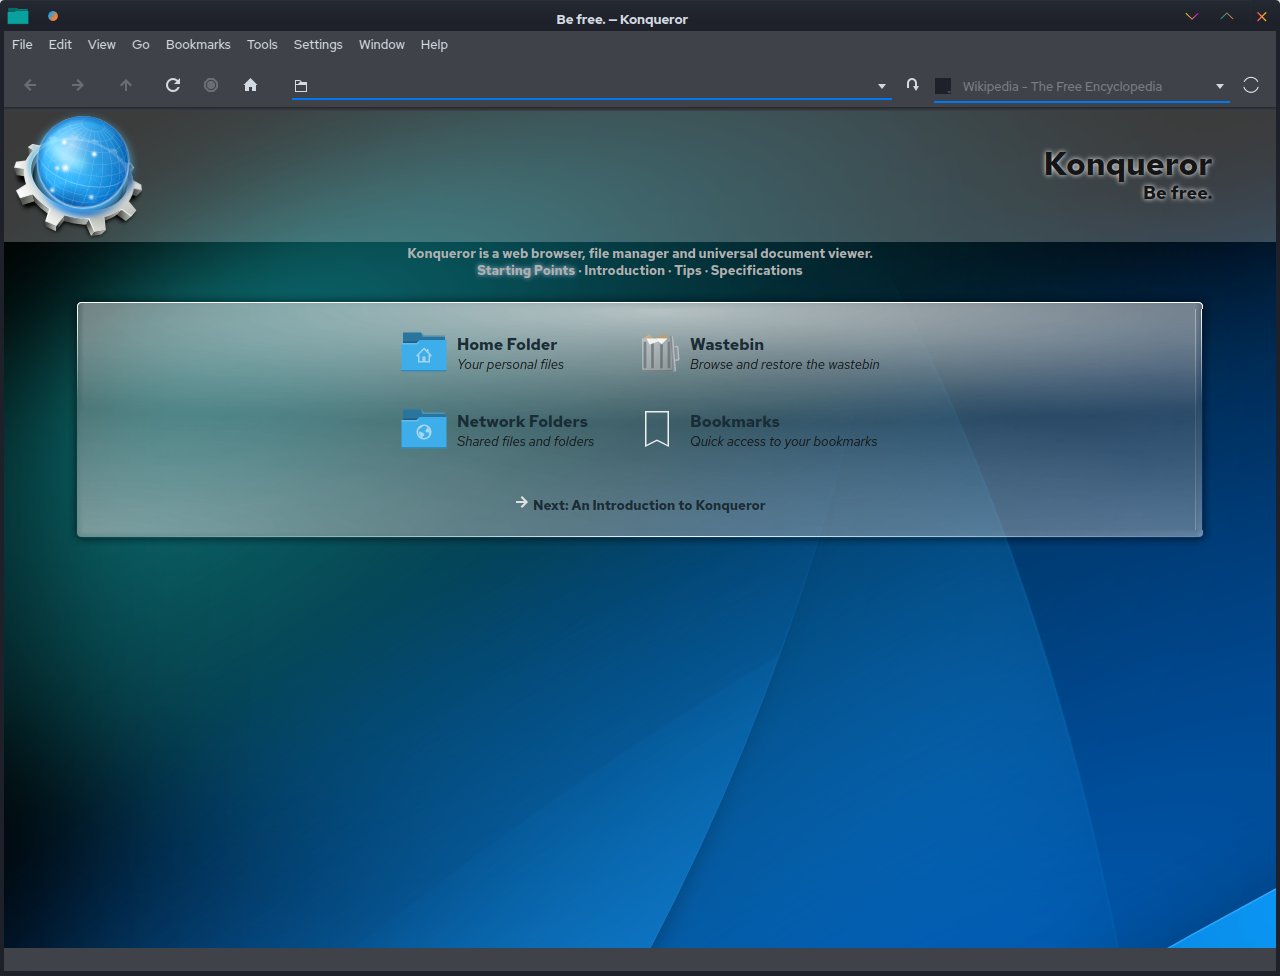 Be free. — Konqueror
File Edit View Go Bookmarks Tools Settings Window Help
Wikipedia - The Free Encyclopedia
Konqueror
Be free.
Konqueror is a web browser, file manager and universal document viewer.
Starting Points · Introduction · Tips · Specifications
Home Folder
Your personal files
Wastebin
Browse and restore the wastebin
Network Folders
Shared files and folders
Bookmarks
Quick access to your bookmarks
Next: An Introduction to Konqueror